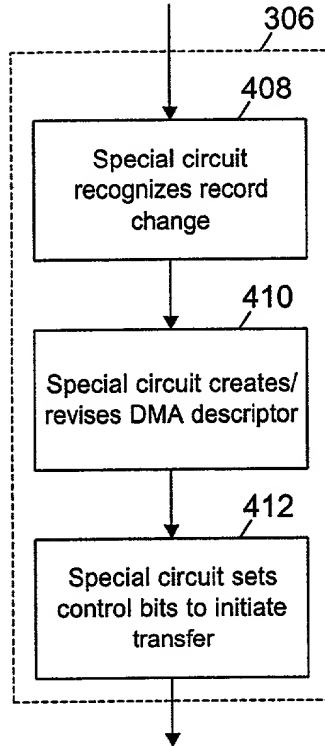 306
408
Special circuit
recognizes record
change
410
Special circuit creates/
revises DMA descriptor
412
Special circuit sets
control bits to initiate
transfer